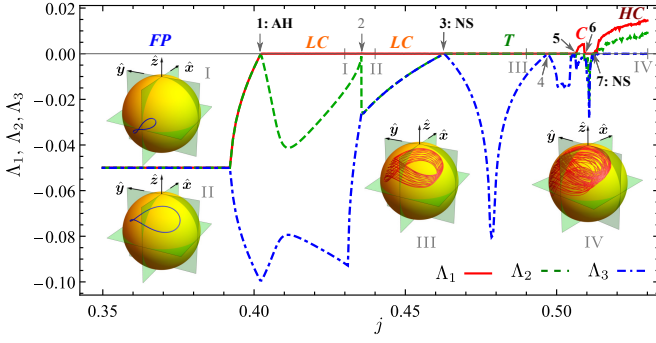 HC
1: AH 2 3: NS 5 C 6
FP LC LC T
0.00
I II III 4 7: NS IV
ŷ ẑ x̂ I
−0.02
ŷ ẑ x̂
ŷ ẑ x̂
−0.04
−0.06
ŷ ẑ x̂ II
−0.08
III IV
−0.10
Λ₁ Λ₂ Λ₃
0.35 0.40 0.45 0.50
j
Λ₁, Λ₂, Λ₃
0.02